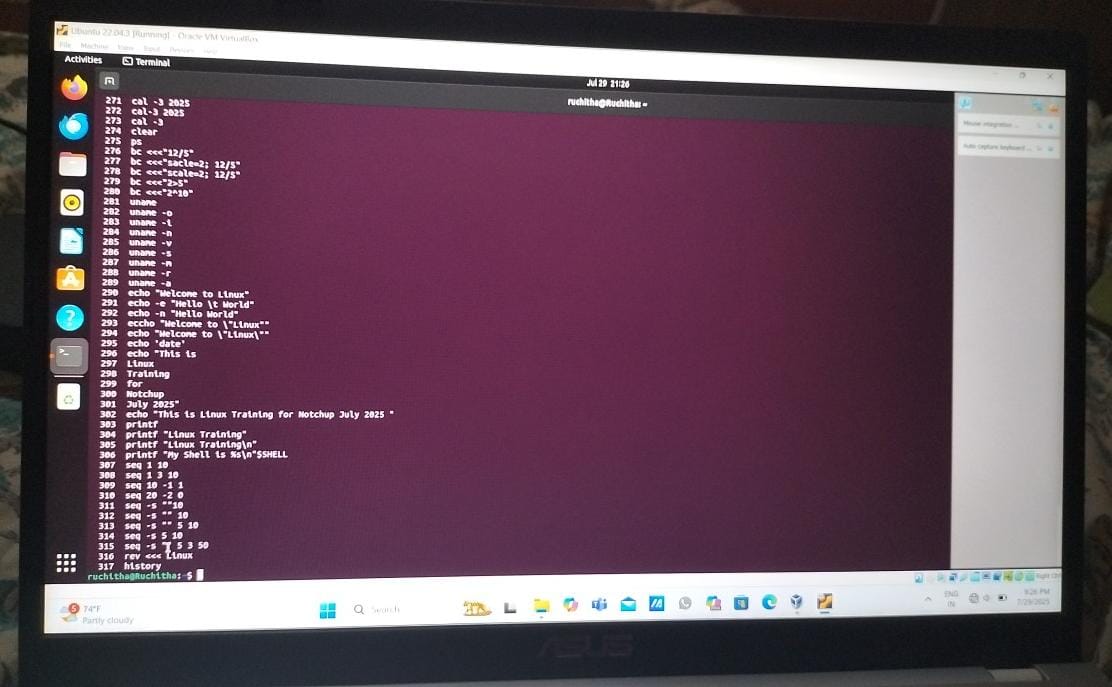 Ubuntu 22.04.3 [Running] - Oracle VM VirtualBox
File Machine View Input Devices Help
Activities Terminal
Jul 29 21:26
ruchitha@Ruchitha: ~
271 cal -3 2025
272 cal-3 2025
273 cal -3
274 clear
275 ps
276 bc <<<"12/5"
277 bc <<<"sacle=2; 12/5"
278 bc <<<"scale=2; 12/5"
279 bc <<<"2>5"
280 bc <<<"2^10"
281 uname
282 uname -o
283 uname -i
284 uname -n
285 uname -v
286 uname -s
287 uname -m
288 uname -r
289 uname -a
290 echo "Welcome to Linux"
291 echo -e "Hello \t World"
292 echo -n "Hello World"
293 eccho "Welcome to \"Linux""
294 echo "Welcome to \"Linux\""
295 echo 'date'
296 echo "This is
297 Linux
298 Training
299 for
300 Notchup
301 July 2025"
302 echo "This is Linux Training for Notchup July 2025 "
303 printf
304 printf "Linux Training"
305 printf "Linux Training\n"
306 printf "My Shell is %s\n"$SHELL
307 seq 1 10
308 seq 1 3 10
309 seq 10 -1 1
310 seq 20 -2 0
311 seq -s ""10
312 seq -s "" 10
313 seq -s "" 5 10
314 seq -s 5 10
315 seq -s 5 3 50
316 rev <<< Linux
317 history
ruchitha@Ruchitha:~$
Mouse integration ...
Auto capture keyboard ...
Right Ctrl
5
74°F
Partly cloudy
Search
ENG
IN
9:26 PM
7/29/2025
ASUS